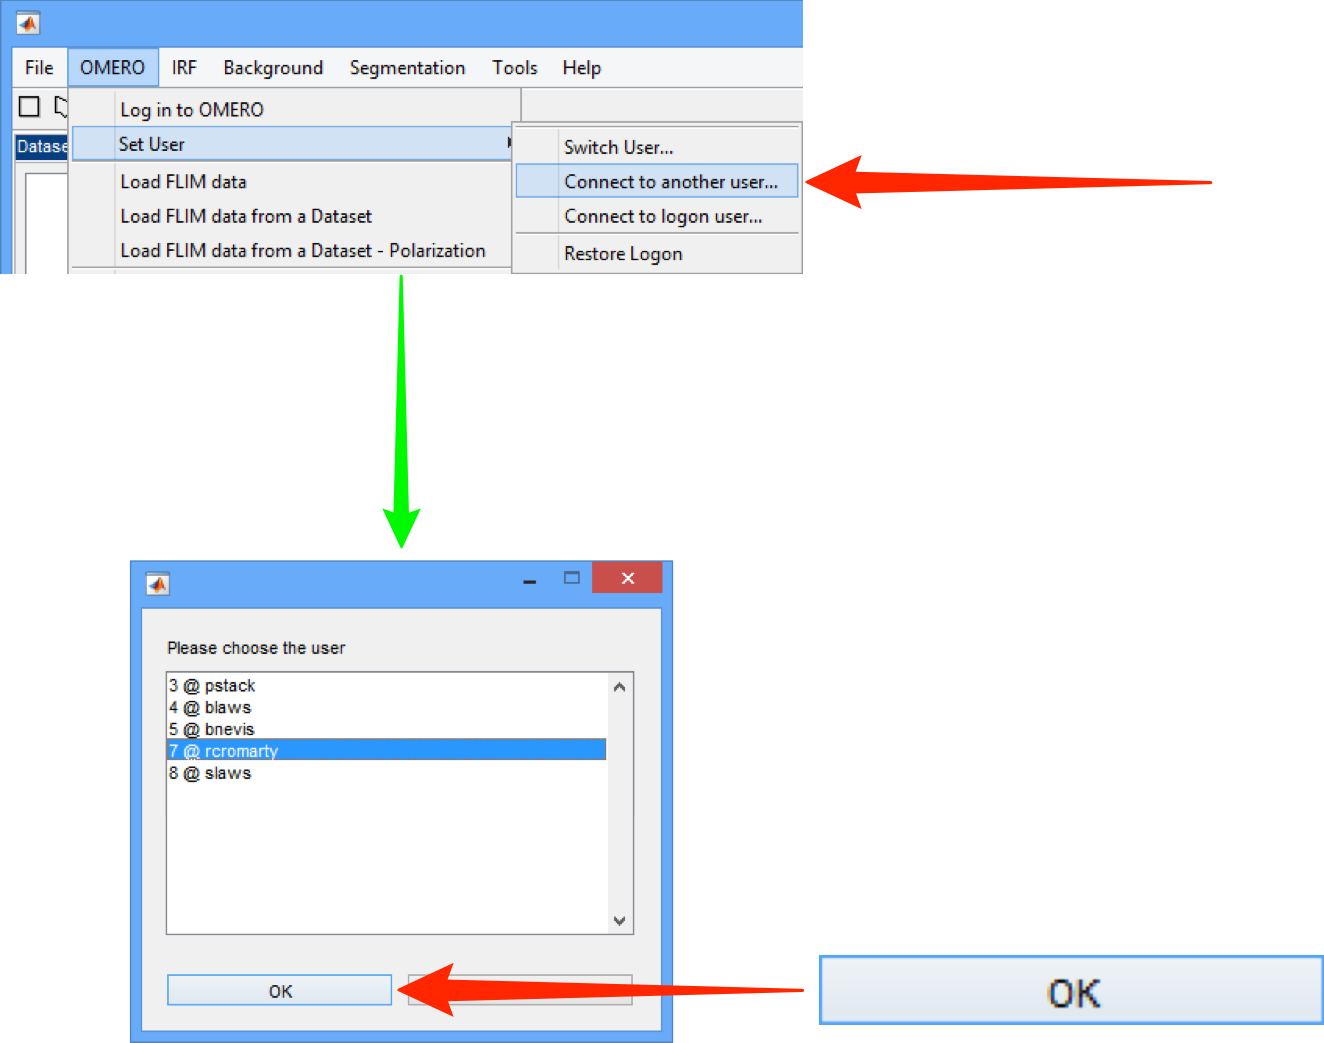 File OMERO IRF Background Segmentation Tools Help
Log in to OMERO
Datase
Set User
Load FLIM data
Load FLIM data from a Dataset
Load FLIM data from a Dataset - Polarization
Switch User...
Connect to another user...
Connect to logon user...
Restore Logon
Please choose the user
3 @ pstack
4 @ blaws
5 @ bnevis
7 @ rcromarty
8 @ slaws
OK
OK